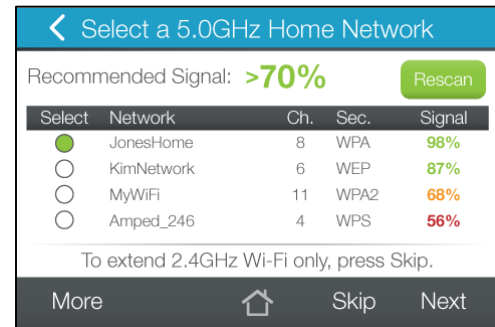 Select a 5.0GHz Home Network
Recommended Signal: >70% Rescan
Select Network Ch. Sec. Signal
JonesHome 8 WPA 98%
KimNetwork 6 WEP 87%
MyWiFi 11 WPA2 68%
Amped_246 4 WPS 56%
To extend 2.4GHz Wi-Fi only, press Skip.
More Skip Next